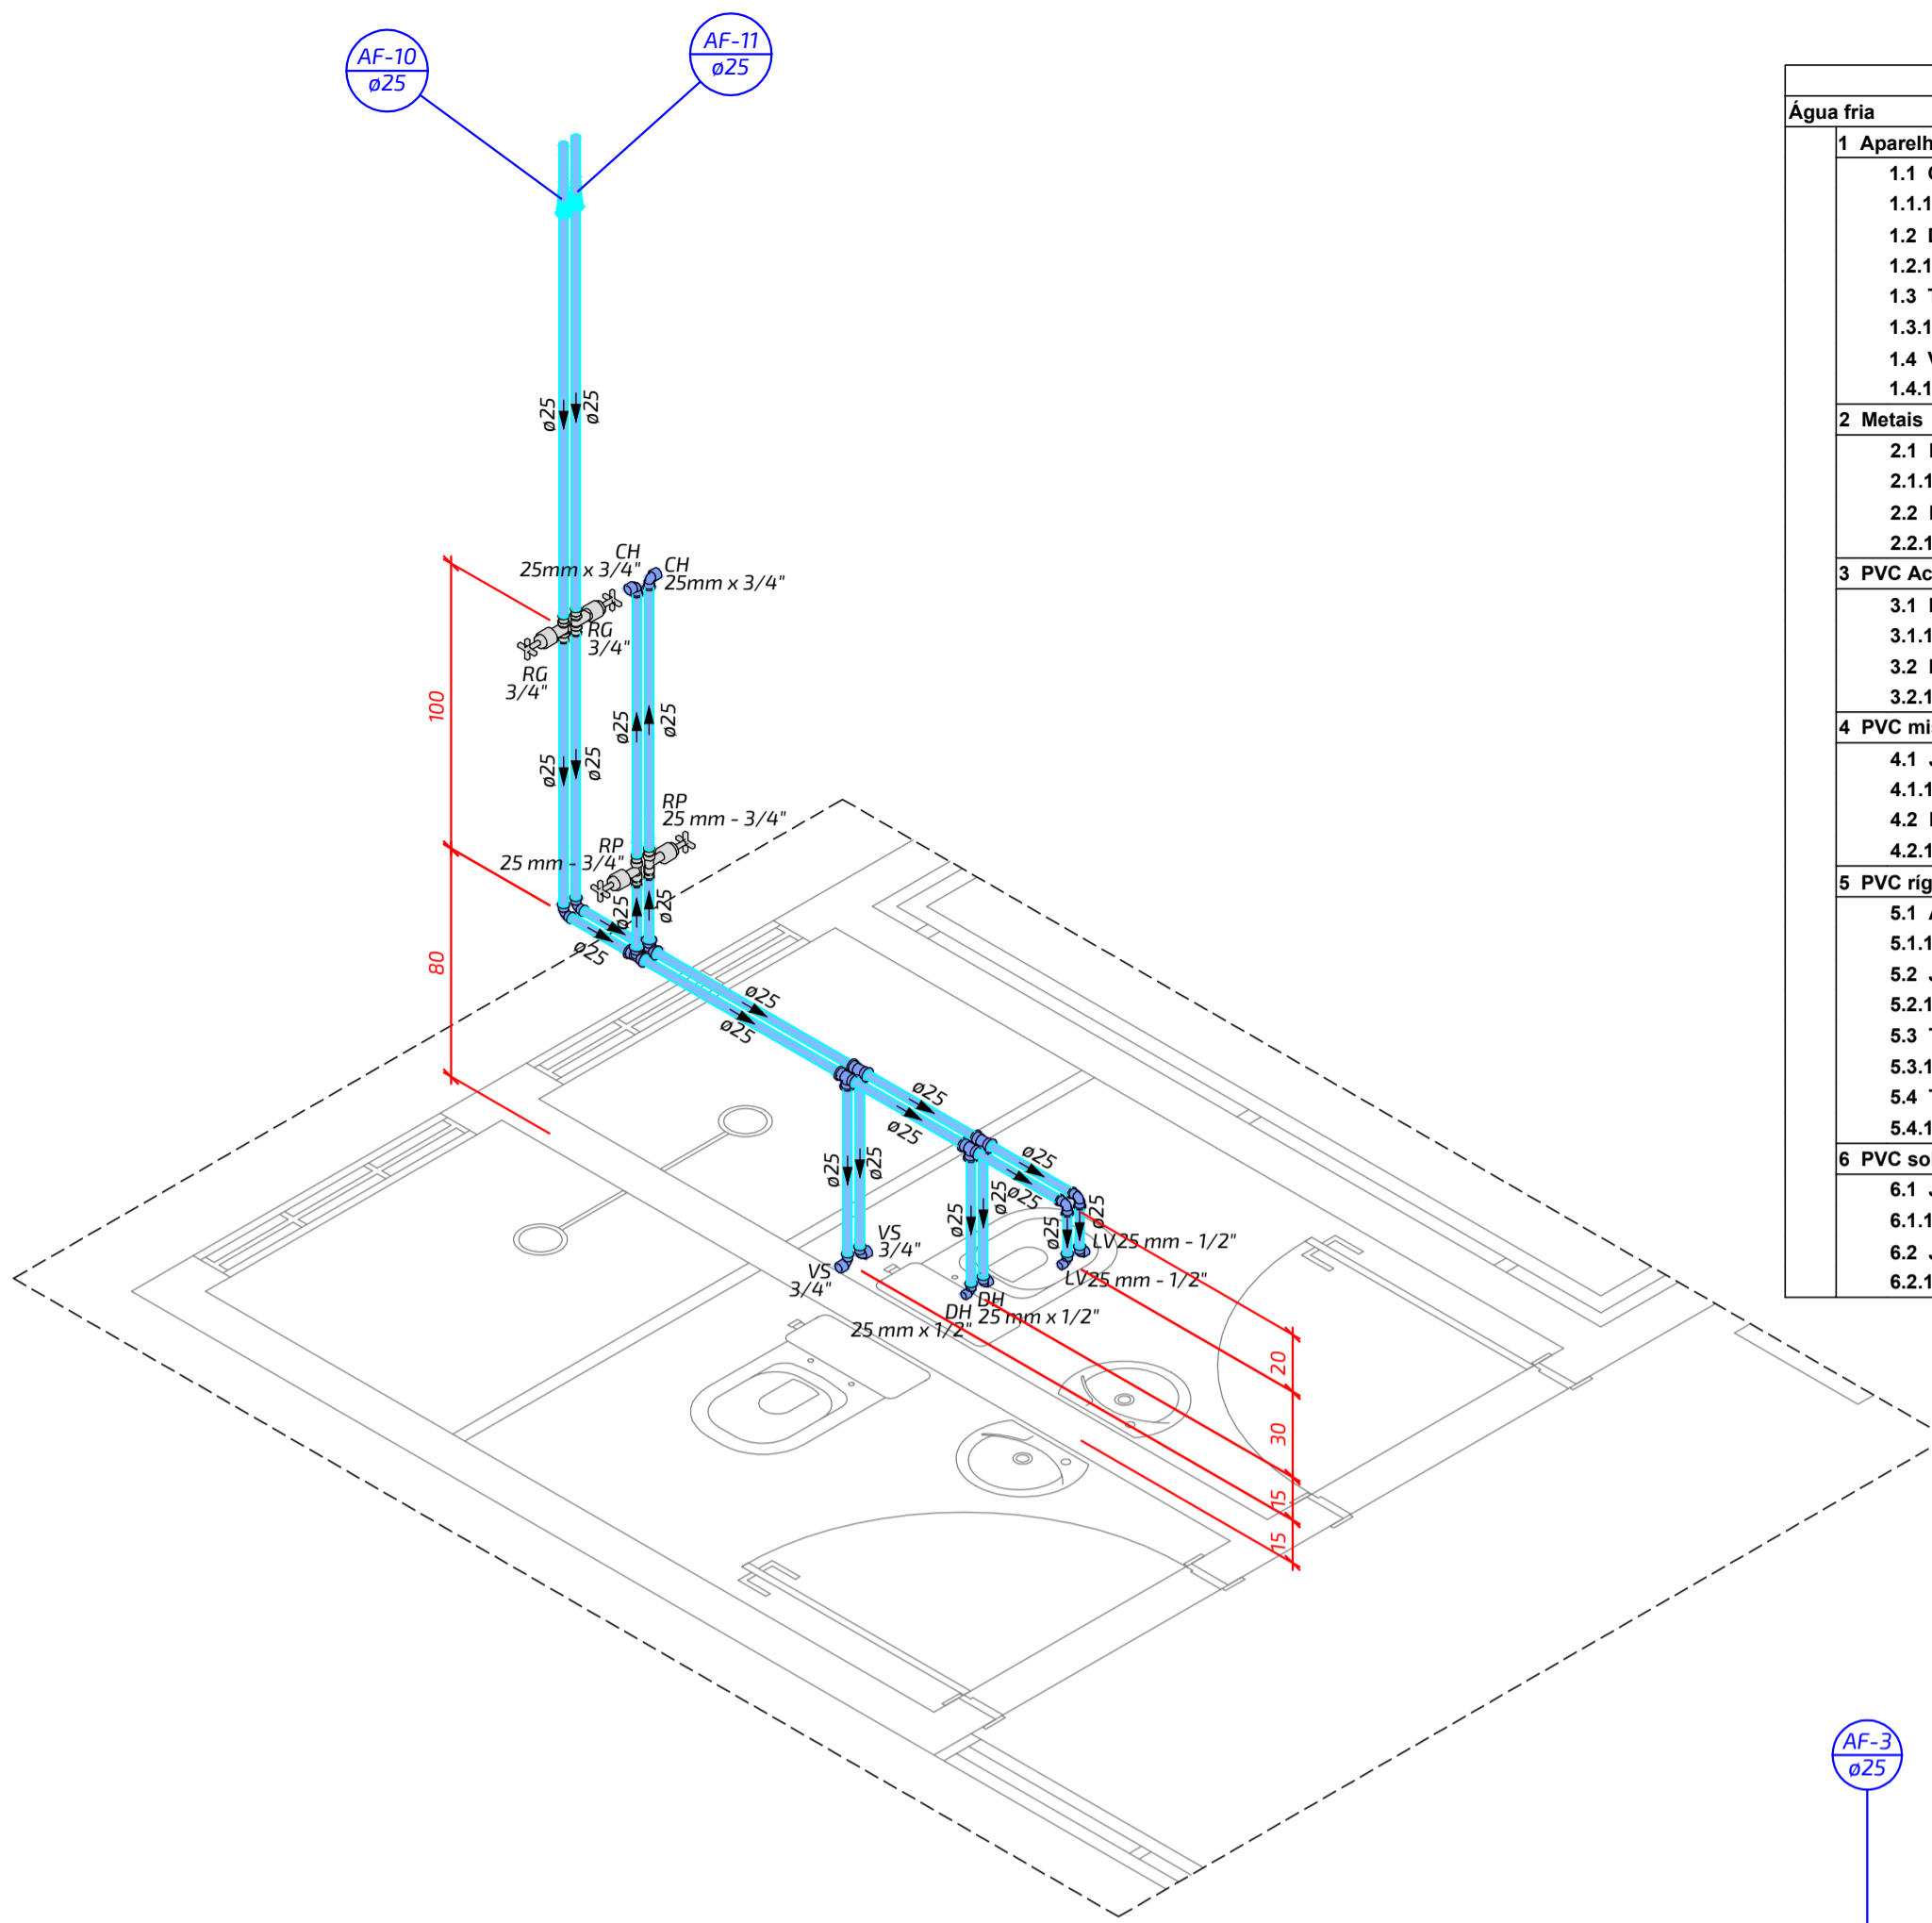 AF-10
ø25
AF-11
ø25
ø25
ø25
CH
25mm x 3/4"
CH
25mm x 3/4"
RG
3/4"
RG
3/4"
100
ø25
ø25
ø25
ø25
RP
25 mm - 3/4"
RP
25 mm - 3/4"
ø25
ø25
ø25
80
ø25
ø25
ø25
ø25
ø25
ø25
ø25
ø25
ø25
ø25
ø25
ø25
VS
3/4"
VS
3/4"
LV25 mm - 1/2"
LV25 mm - 1/2"
DH
25 mm x 1/2"
DH
25 mm x 1/2"
20
30
15
15
Água fria
1 Aparelh
1.1
1.1.1
1.2
1.2.1
1.3
1.3.1
1.4
1.4.1
2 Metais
2.1
2.1.1
2.2
2.2.1
3 PVC Ac
3.1
3.1.1
3.2
3.2.1
4 PVC mi
4.1
4.1.1
4.2
4.2.1
5 PVC ríg
5.1
5.1.1
5.2
5.2.1
5.3
5.3.1
5.4
5.4.1
6 PVC so
6.1
6.1.1
6.2
6.2.1
AF-3
ø25